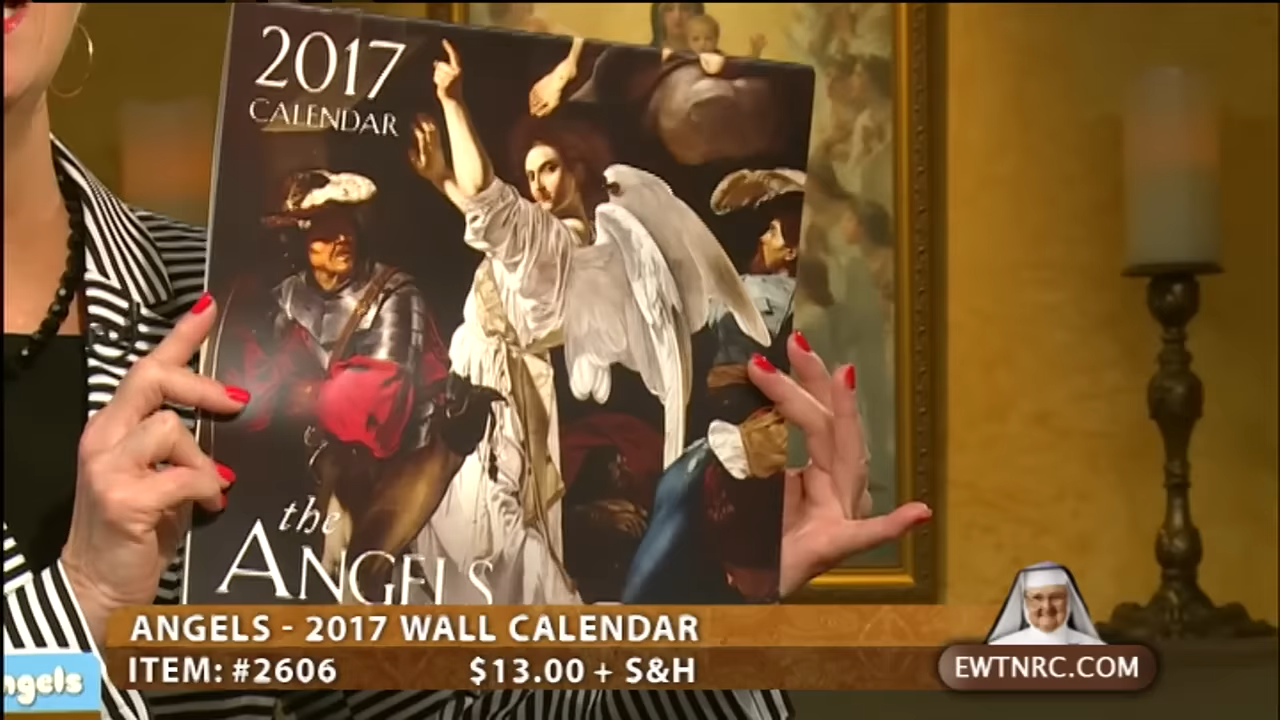 2017
CALENDAR
the
ANGELS
ANGELS - 2017 WALL CALENDAR
ITEM: #2606 $13.00 + S&H
EWTNRC.COM
ngels